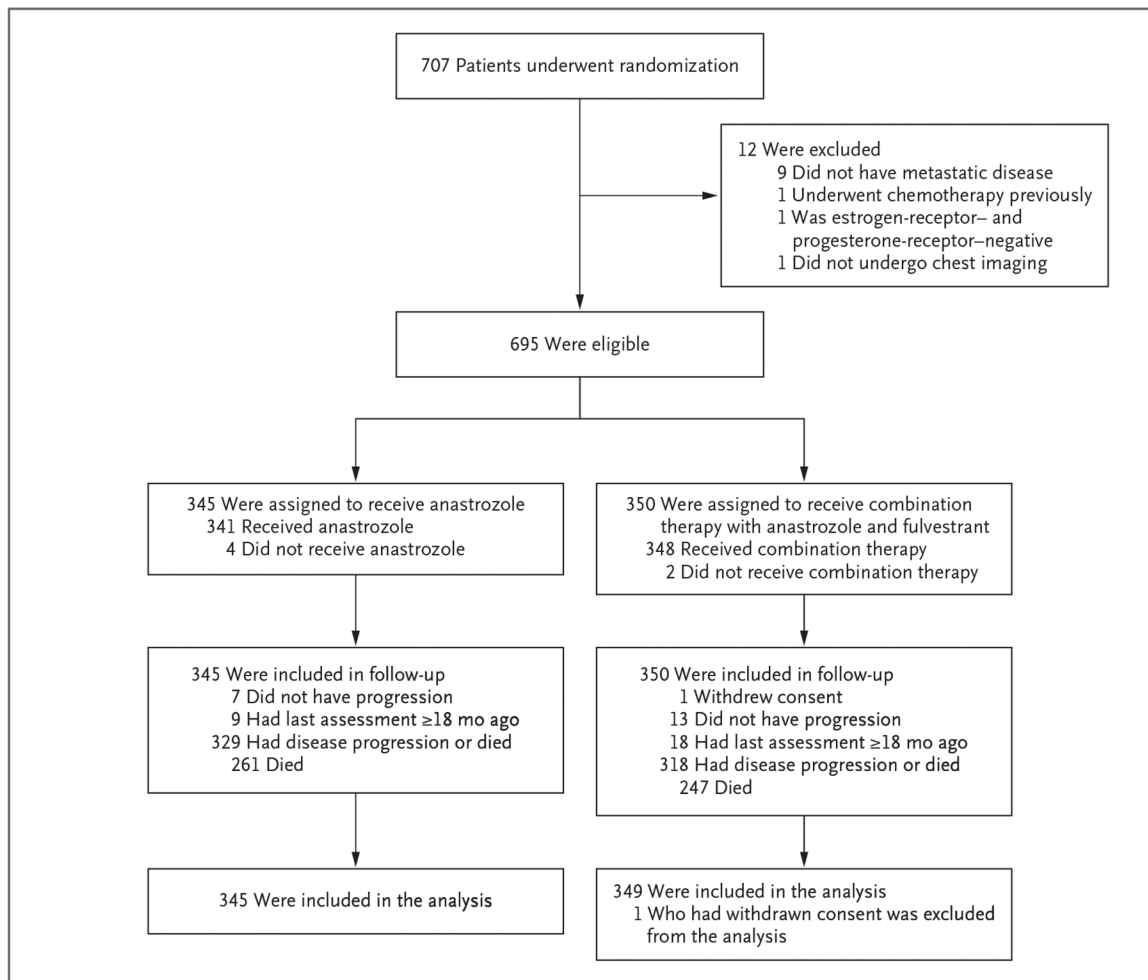 707 Patients underwent randomization
12 Were excluded
9 Did not have metastatic disease
1 Underwent chemotherapy previously
1 Was estrogen-receptor– and
progesterone-receptor–negative
1 Did not undergo chest imaging
695 Were eligible
345 Were assigned to receive anastrozole
341 Received anastrozole
4 Did not receive anastrozole
350 Were assigned to receive combination
therapy with anastrozole and fulvestrant
348 Received combination therapy
2 Did not receive combination therapy
345 Were included in follow-up
7 Did not have progression
9 Had last assessment ≥18 mo ago
329 Had disease progression or died
261 Died
350 Were included in follow-up
1 Withdrew consent
13 Did not have progression
18 Had last assessment ≥18 mo ago
318 Had disease progression or died
247 Died
345 Were included in the analysis
349 Were included in the analysis
1 Who had withdrawn consent was excluded
from the analysis